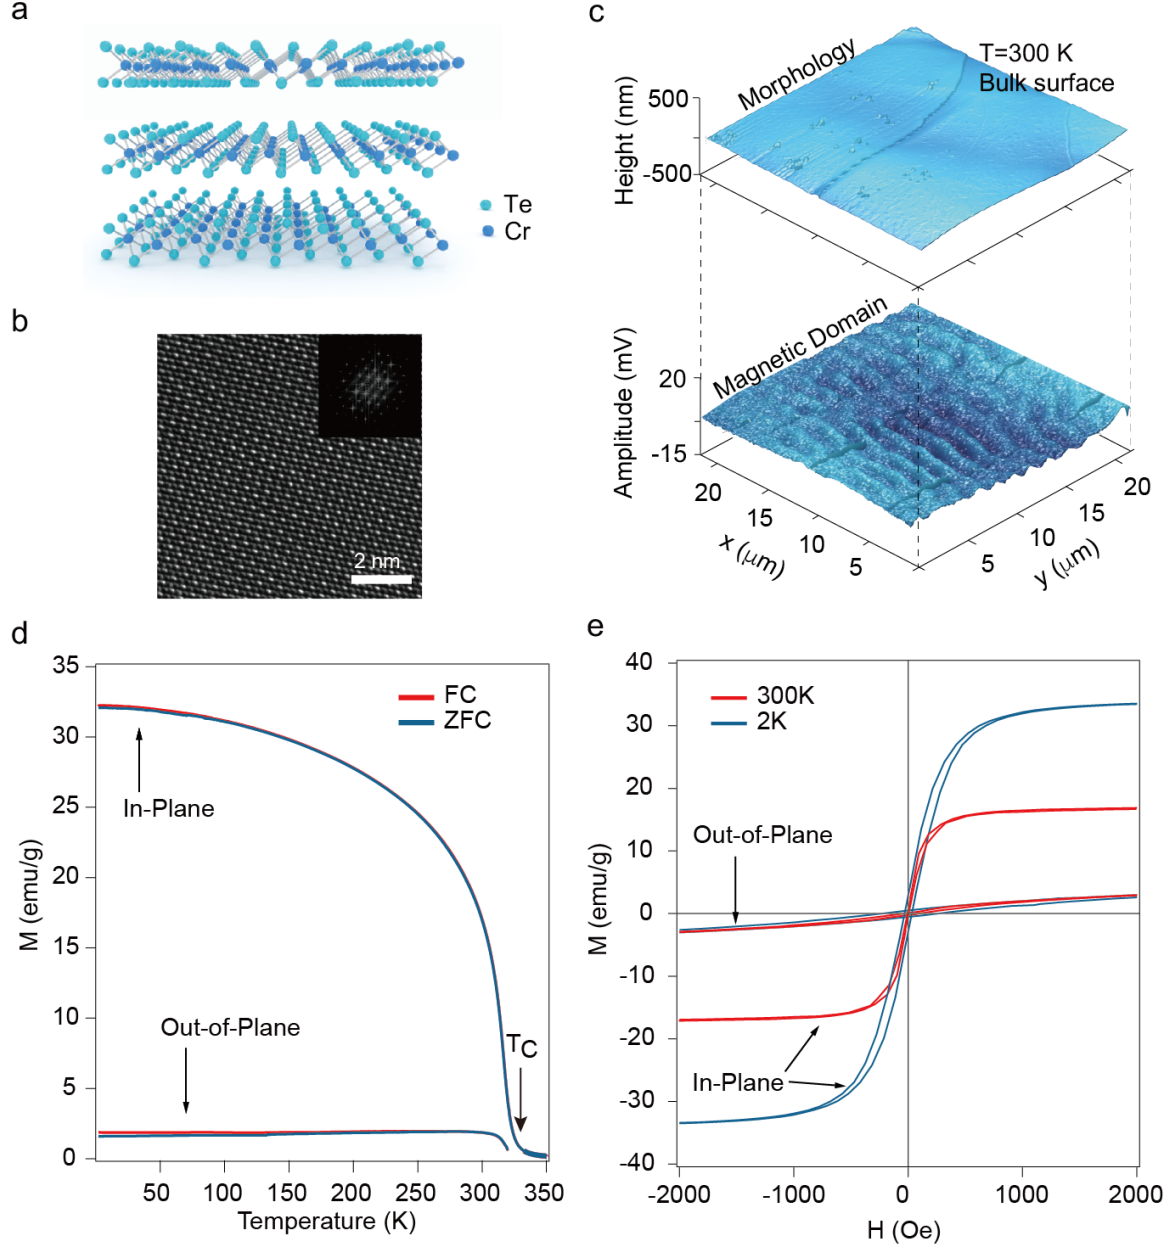 a
Te
Cr
b
2 nm
c
Morphology
T=300 K
Bulk surface
Height (nm)
500
-500
Magnetic Domain
Amplitude (mV)
20
-15
20
15
10
5
x (μm)
5
10
15
20
y (μm)
d
35
30
25
20
15
10
5
0
M (emu/g)
FC
ZFC
In-Plane
Out-of-Plane
TC
50 100 150 200 250 300 350
Temperature (K)
e
40
30
20
10
0
-10
-20
-30
-40
M (emu/g)
300K
2K
Out-of-Plane
In-Plane
-2000 -1000 0 1000 2000
H (Oe)